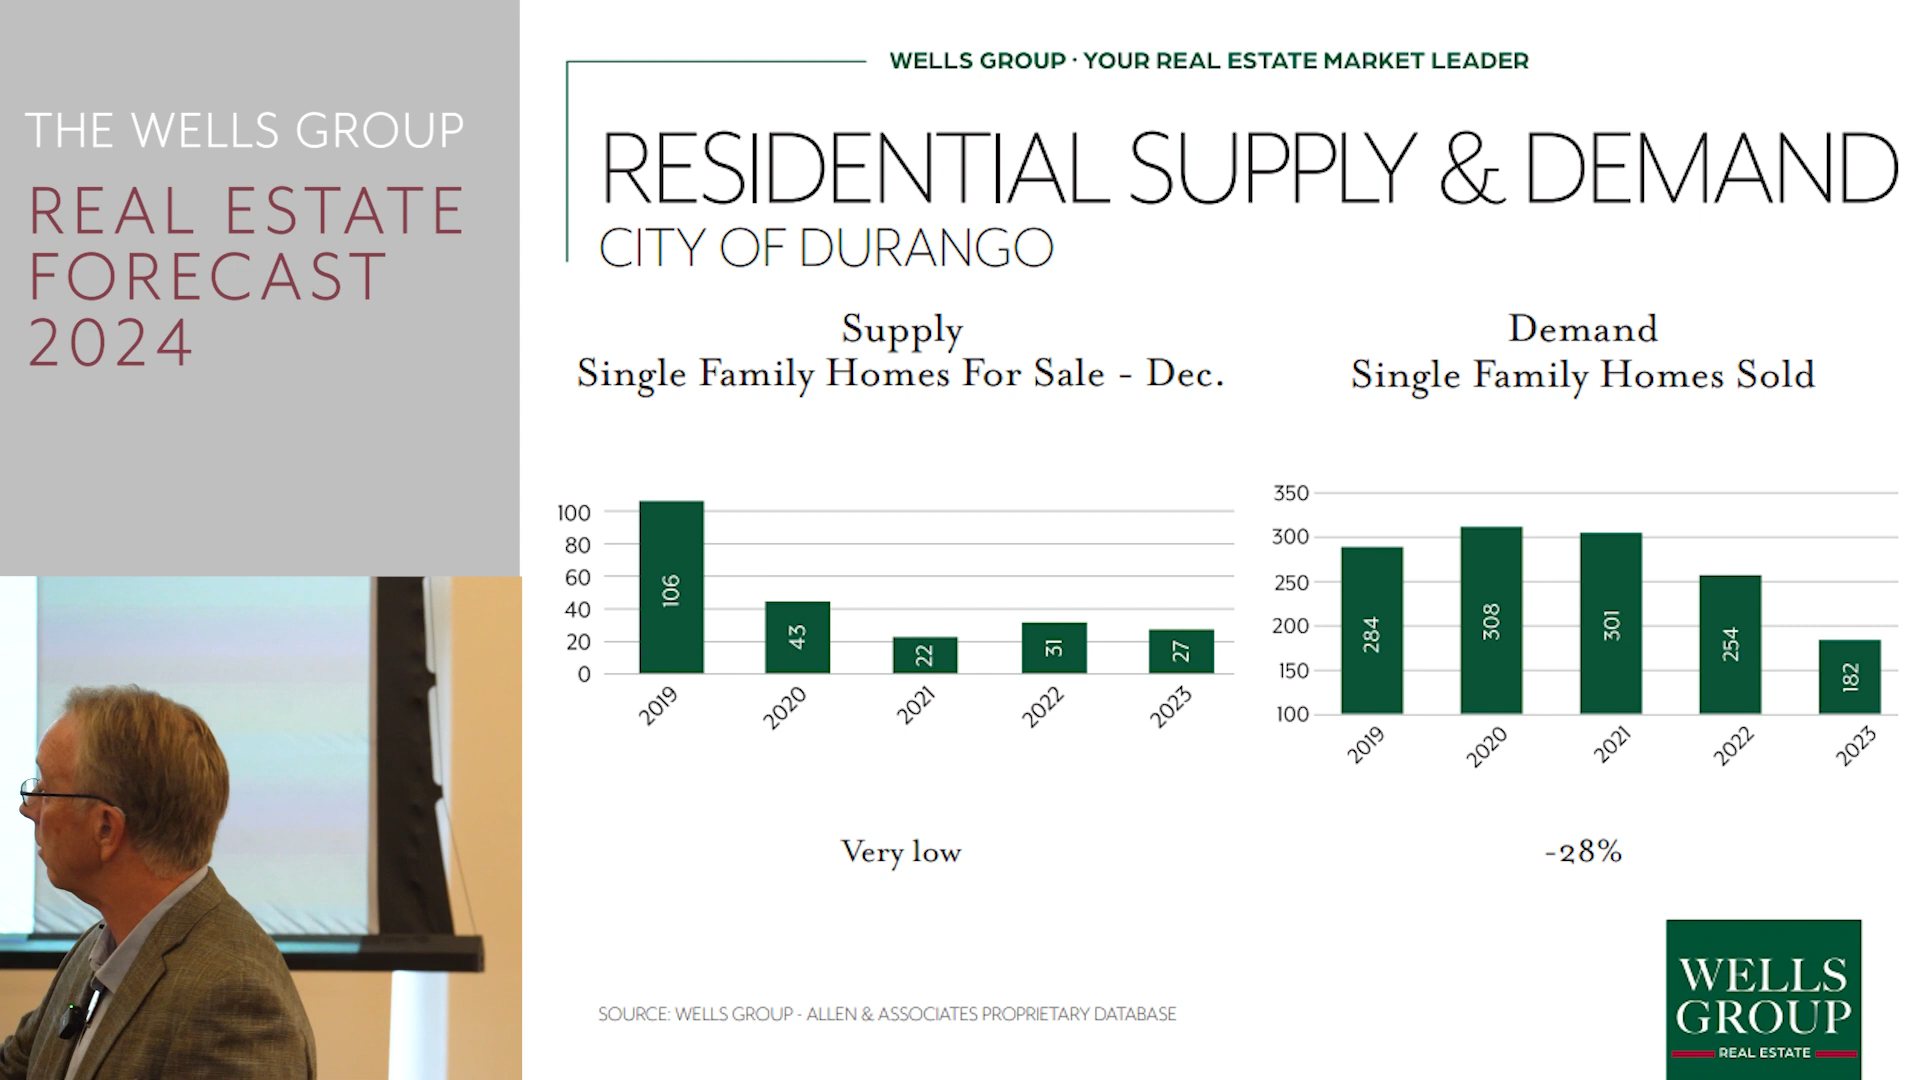 THE WELLS GROUP
REAL ESTATE
FORECAST
2024
WELLS GROUP · YOUR REAL ESTATE MARKET LEADER
RESIDENTIAL SUPPLY & DEMAND
CITY OF DURANGO
Supply
Single Family Homes For Sale - Dec.
100
80
60
40
20
0
106
43
22
31
27
2019
2020
2021
2022
2023
Very low
Demand
Single Family Homes Sold
350
300
250
200
150
100
284
308
301
254
182
2019
2020
2021
2022
2023
-28%
SOURCE: WELLS GROUP - ALLEN & ASSOCIATES PROPRIETARY DATABASE
WELLS
GROUP
REAL ESTATE